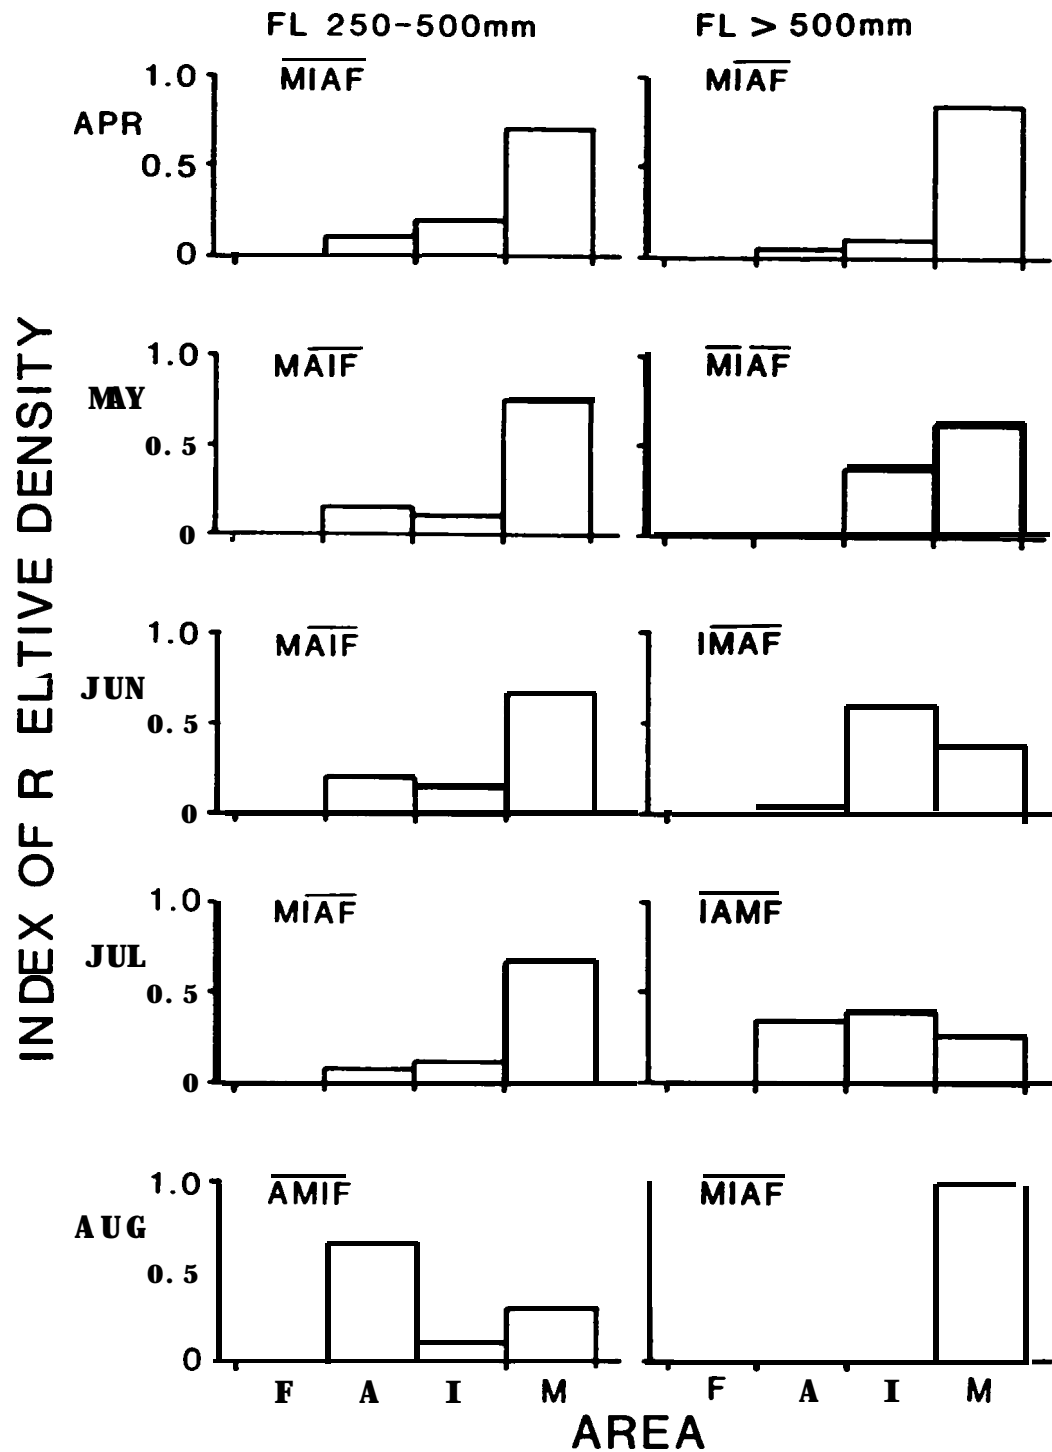 FL 250-500mm FL > 500mm
1.0 MIAF MIAF
APR
0.5
0
1.0 MAIF MIAF
MAY
0.5
0
1.0 MAIF IMAF
JUN
0.5
0
1.0 MIAF IAMF
JUL
0.5
0
1.0 AMIF MIAF
AUG
0.5
0
F A I M F A I M
AREA
INDEX OF R ELTIVE DENSITY